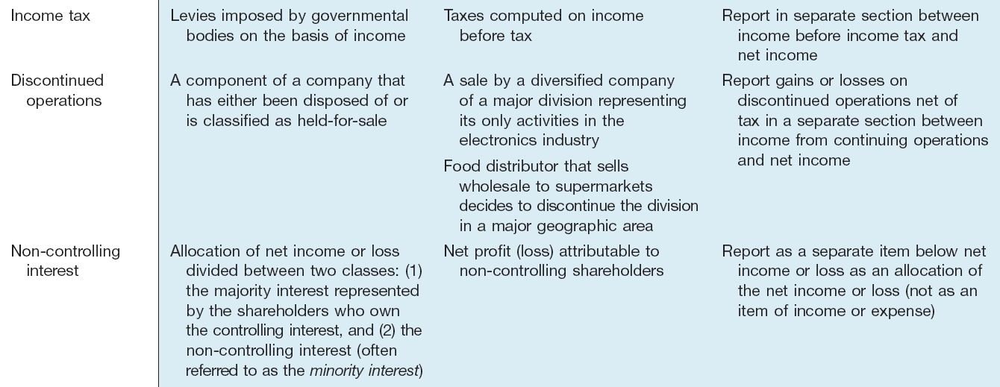 Income tax
Levies imposed by governmental
bodies on the basis of income
Taxes computed on income
before tax
Report in separate section between
income before income tax and
net income
Discontinued
operations
A component of a company that
has either been disposed of or
is classified as held-for-sale
A sale by a diversified company
of a major division representing
its only activities in the
electronics industry
Food distributor that sells
wholesale to supermarkets
decides to discontinue the division
in a major geographic area
Report gains or losses on
discontinued operations net of
tax in a separate section between
income from continuing operations
and net income
Non-controlling
interest
Allocation of net income or loss
divided between two classes: (1)
the majority interest represented
by the shareholders who own
the controlling interest, and (2) the
non-controlling interest (often
referred to as the minority interest)
Net profit (loss) attributable to
non-controlling shareholders
Report as a separate item below net
income or loss as an allocation of
the net income or loss (not as an
item of income or expense)